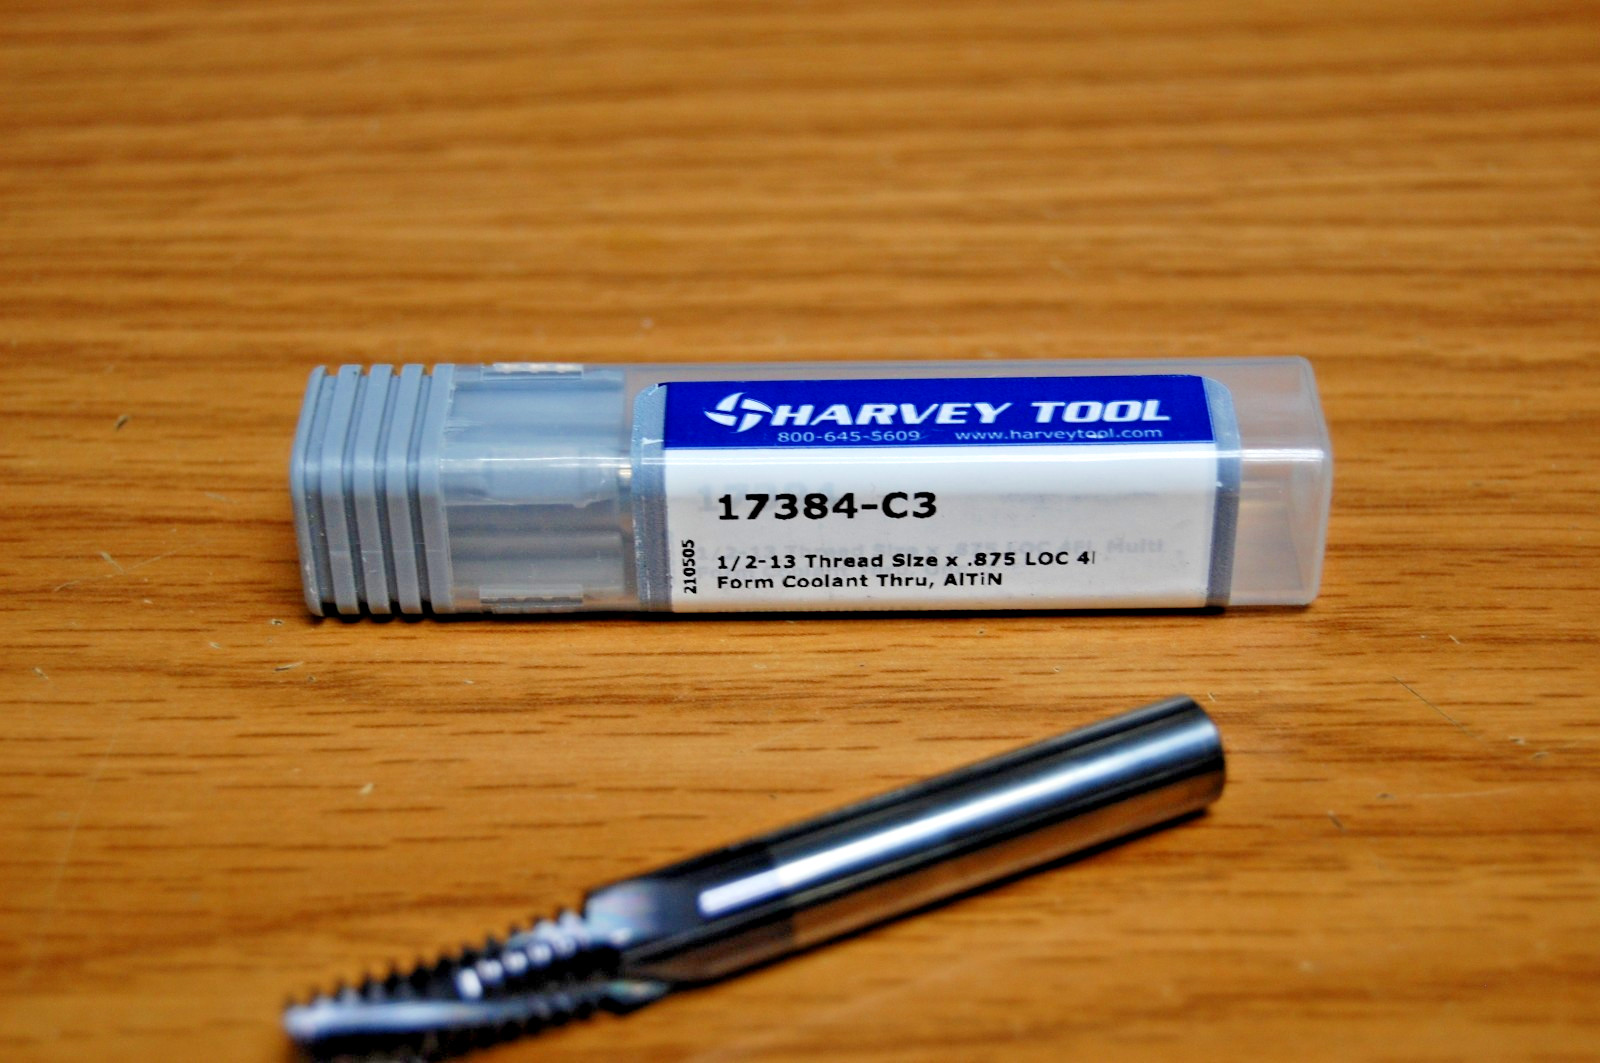 HARVEY TOOL
800-645-5609 www.harveytool.com
17384-C3
210505
1/2-13 Thread Size x .875 LOC
Form Coolant Thru, AlTiN